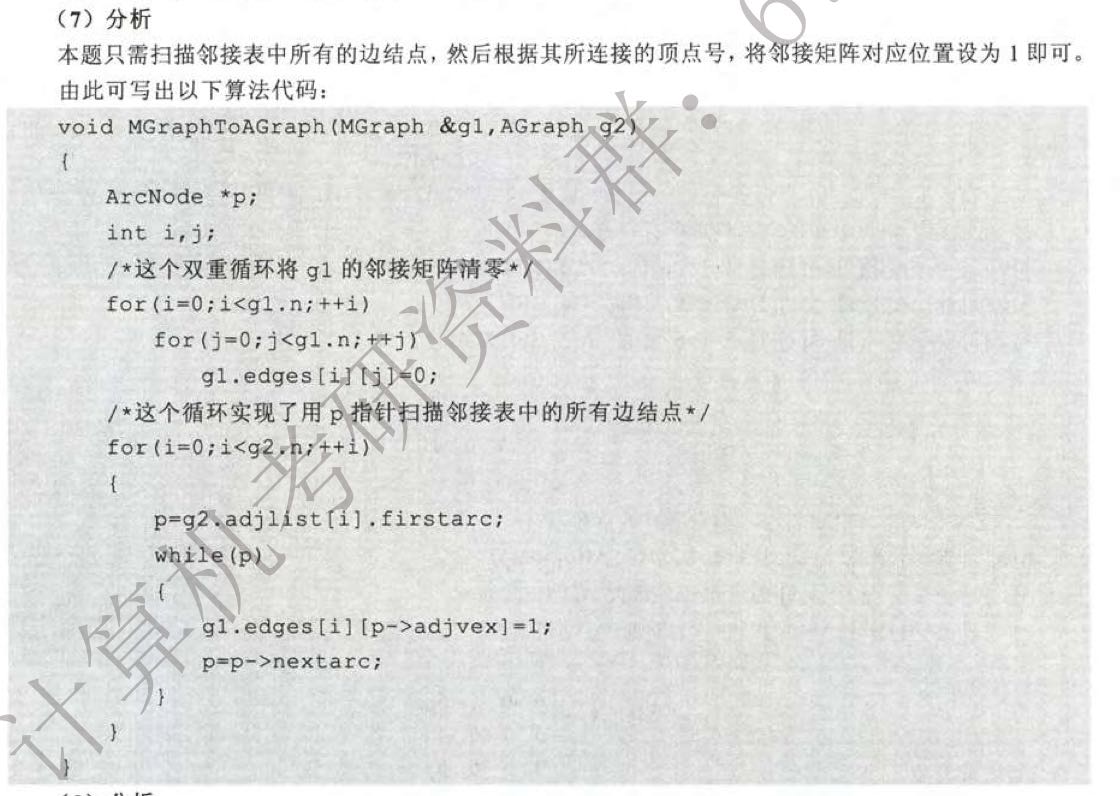 (7) 分析
本题只需扫描邻接表中所有的边结点，然后根据其所连接的顶点号，将邻接矩阵对应位置设为 1 即可。
由此可写出以下算法代码：
void MGraphToAGraph(MGraph &g1,AGraph g2)
{
ArcNode *p;
int i,j;
/*这个双重循环将 g1 的邻接矩阵清零*/
for(i=0;i<g1.n;++i)
for(j=0;j<g1.n;++j)
g1.edges[i][j]=0;
/*这个循环实现了用 p 指针扫描邻接表中的所有边结点*/
for(i=0;i<g2.n;++i)
{
p=g2.adjlist[i].firstarc;
while(p)
{
g1.edges[i][p->adjvex]=1;
p=p->nextarc;
}
}
}
计算机考研资料群：6